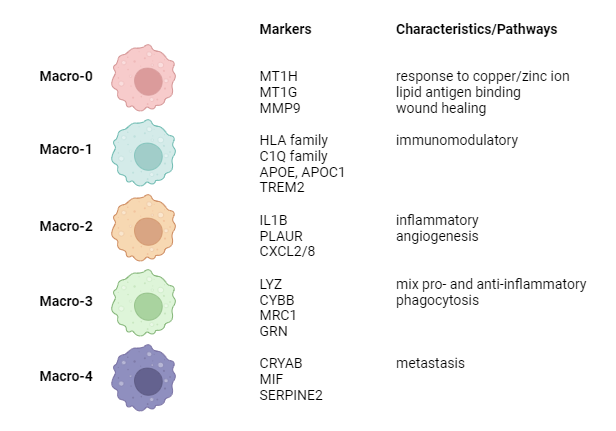 Markers Characteristics/Pathways
Macro-0
MT1H response to copper/zinc ion
MT1G lipid antigen binding
MMP9 wound healing
Macro-1
HLA family immunomodulatory
C1Q family
APOE, APOC1
TREM2
Macro-2
IL1B inflammatory
PLAUR angiogenesis
CXCL2/8
Macro-3
LYZ mix pro- and anti-inflammatory
CYBB phagocytosis
MRC1
GRN
Macro-4
CRYAB metastasis
MIF
SERPINE2